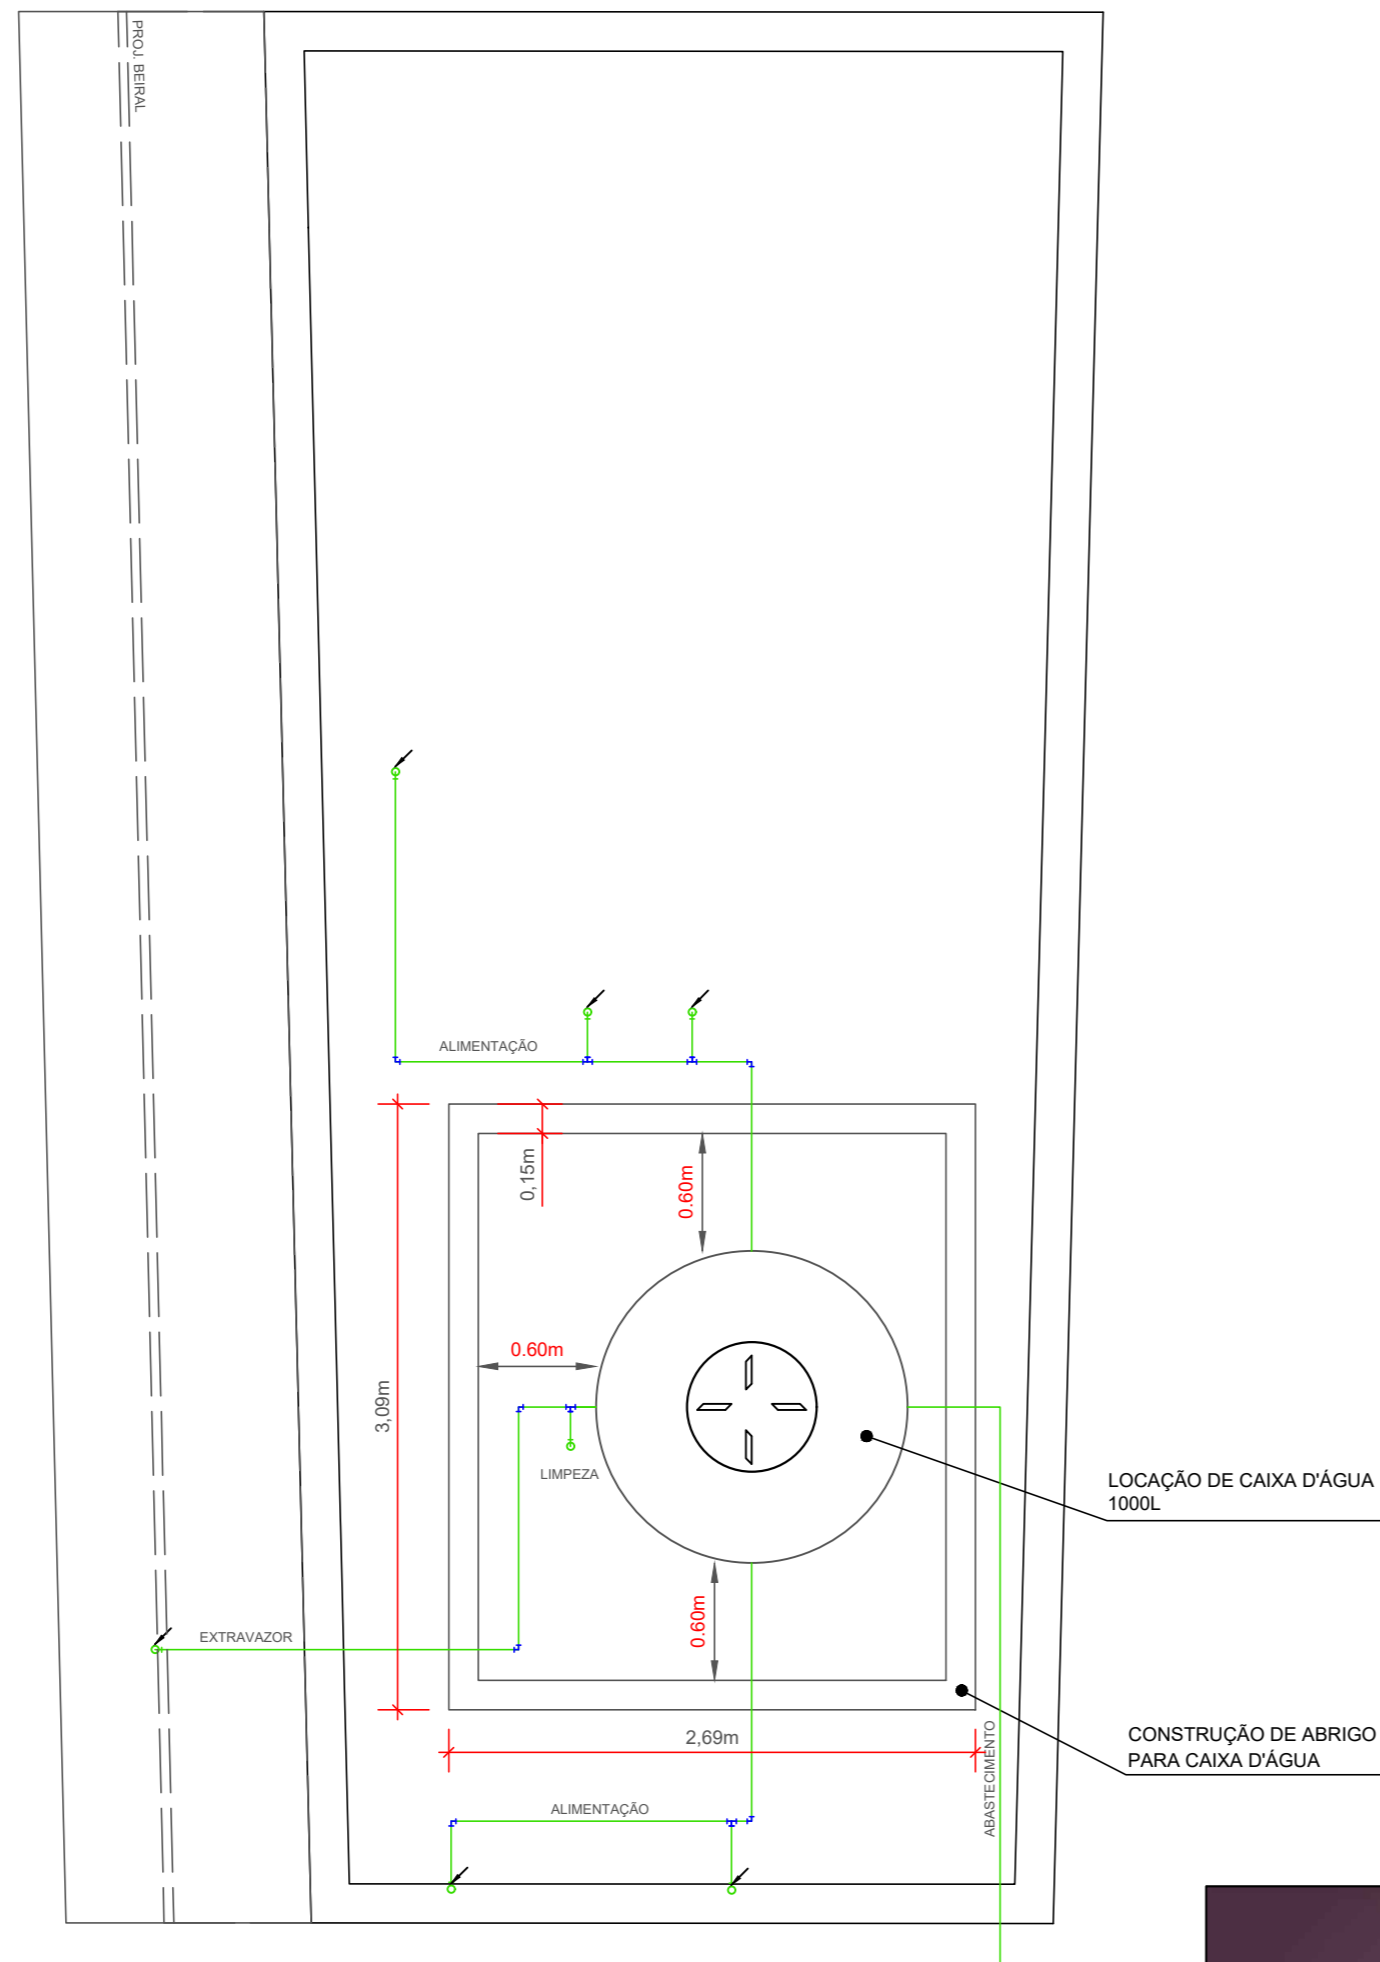 PROJ. BEIRAL
ALIMENTAÇÃO
0,15m
0.60m
0.60m
3,09m
LIMPEZA
LOCAÇÃO DE CAIXA D'ÁGUA
1000L
0.60m
EXTRAVAZOR
2,69m
ABASTECIMENTO
CONSTRUÇÃO DE ABRIGO
PARA CAIXA D'ÁGUA
ALIMENTAÇÃO